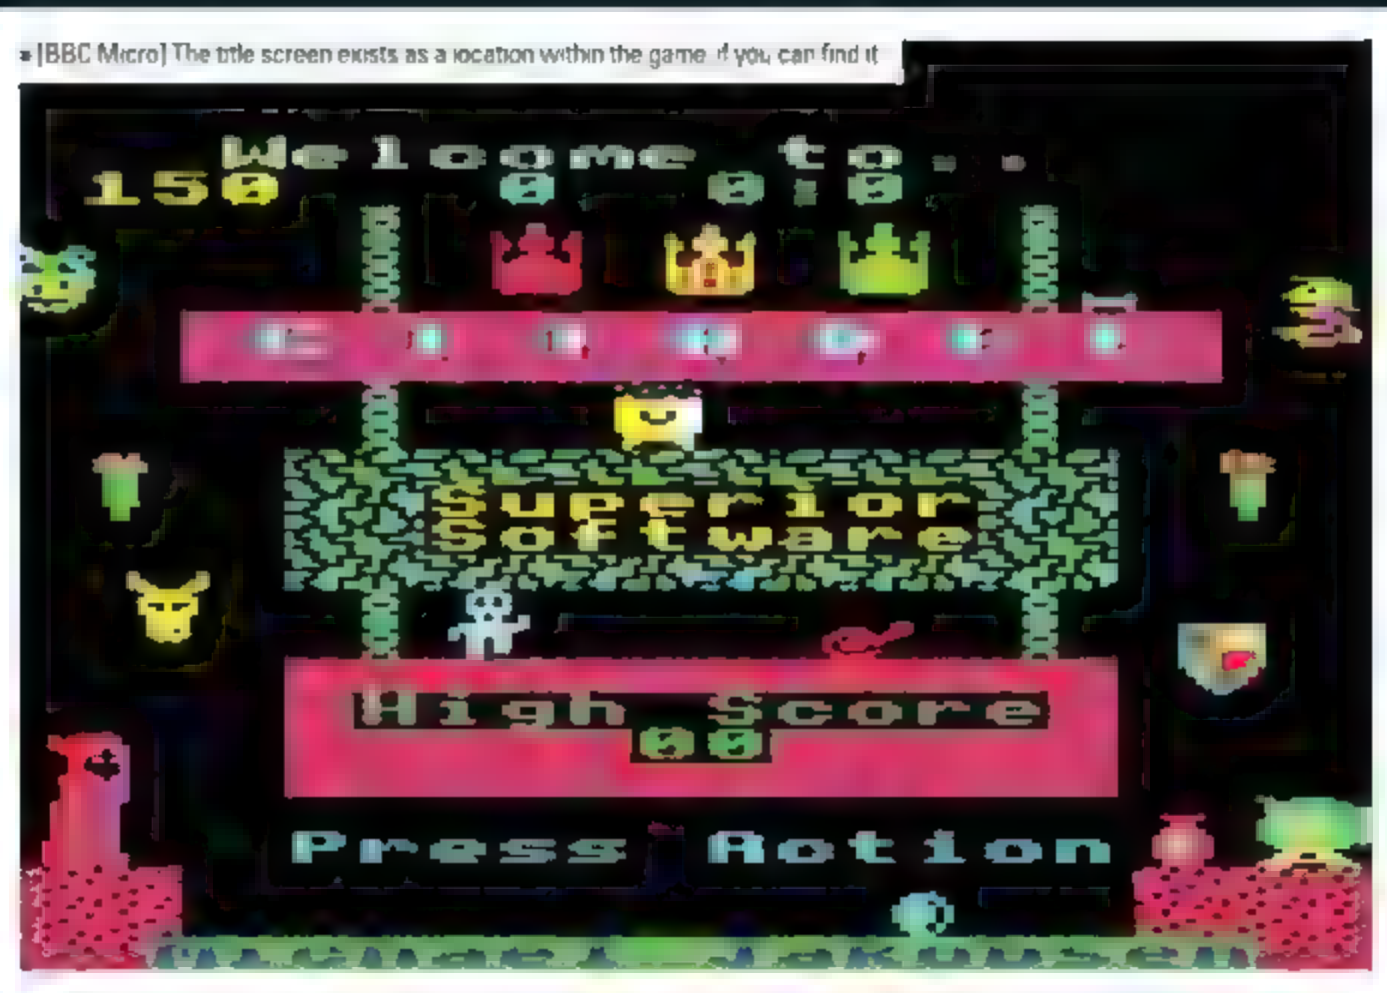 [BBC Micro] The title screen exists as a location within the game if you can find it
Welcome to..
150 0 0:0
Superior
Software
High Score
00
Press Action